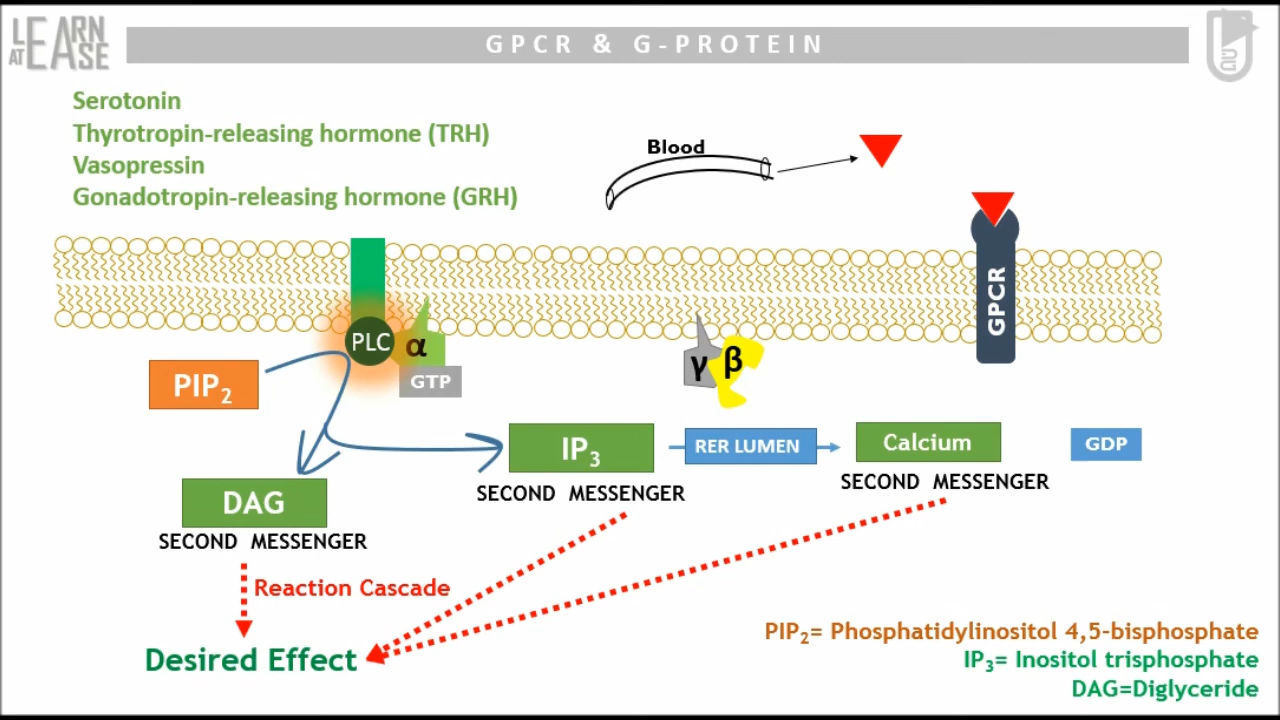 LEARN
AT EASE
GPCR & G-PROTEIN
Serotonin
Thyrotropin-releasing hormone (TRH)
Vasopressin
Gonadotropin-releasing hormone (GRH)
Blood
GPCR
PLC
α
GTP
γ β
PIP₂
IP₃
RER LUMEN
Calcium
GDP
SECOND MESSENGER
SECOND MESSENGER
DAG
SECOND MESSENGER
Reaction Cascade
Desired Effect
PIP₂= Phosphatidylinositol 4,5-bisphosphate
IP₃= Inositol trisphosphate
DAG=Diglyceride